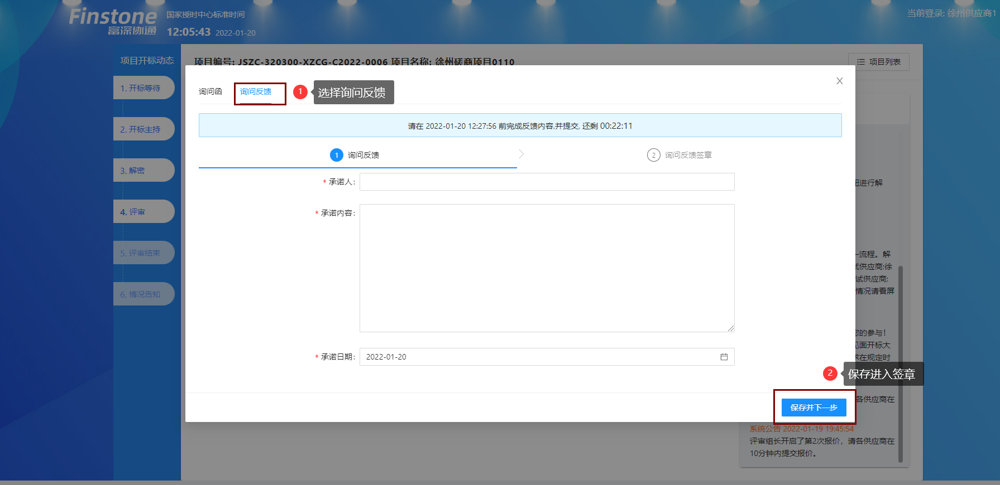 Finstone
富深协通
国家授时中心标准时间
12:05:43 2022-01-20
当前登录: 徐州供应商1
项目开标动态
1. 开标等待
2. 开标主持
3. 解密
4. 评审
5. 评审结束
6. 情况告知
项目编号: JSZC-320300-XZCG-C2022-0006 项目名称: 徐州磋商项目0110
项目列表
X
询问函
询问反馈
1
选择询问反馈
请在 2022-01-20 12:27:56 前完成反馈内容,并提交, 还剩 00:22:11
1 询问反馈
2 询问反馈签章
* 承诺人:
* 承诺内容:
* 承诺日期:
2022-01-20
2
保存进入签章
保存并下一步
进行解
流程。解
供应商;徐
试供应商;
情况请看屏
的参与!
面开标大
在规定时
各供应商在
系统公告 2022-01-19 19:45:54
评审组长开启了第2次报价，请各供应商在
10分钟内提交报价。